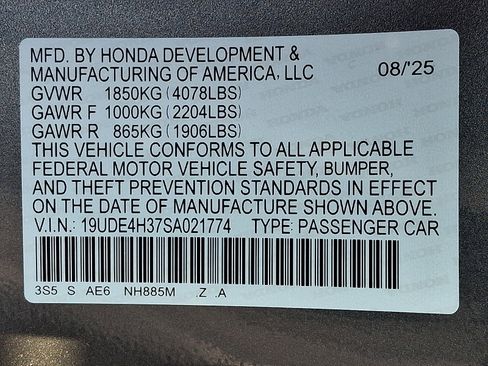 MFD. BY HONDA DEVELOPMENT &
MANUFACTURING OF AMERICA, LLC 08/'25
GVWR 1850KG (4078LBS)
GAWR F 1000KG (2204LBS)
GAWR R 865KG (1906LBS)
THIS VEHICLE CONFORMS TO ALL APPLICABLE
FEDERAL MOTOR VEHICLE SAFETY, BUMPER,
AND THEFT PREVENTION STANDARDS IN EFFECT
ON THE DATE OF MANUFACTURE SHOWN ABOVE.
V.I.N.: 19UDE4H37SA021774 TYPE: PASSENGER CAR
3S5 S AE6 NH885M .Z .A